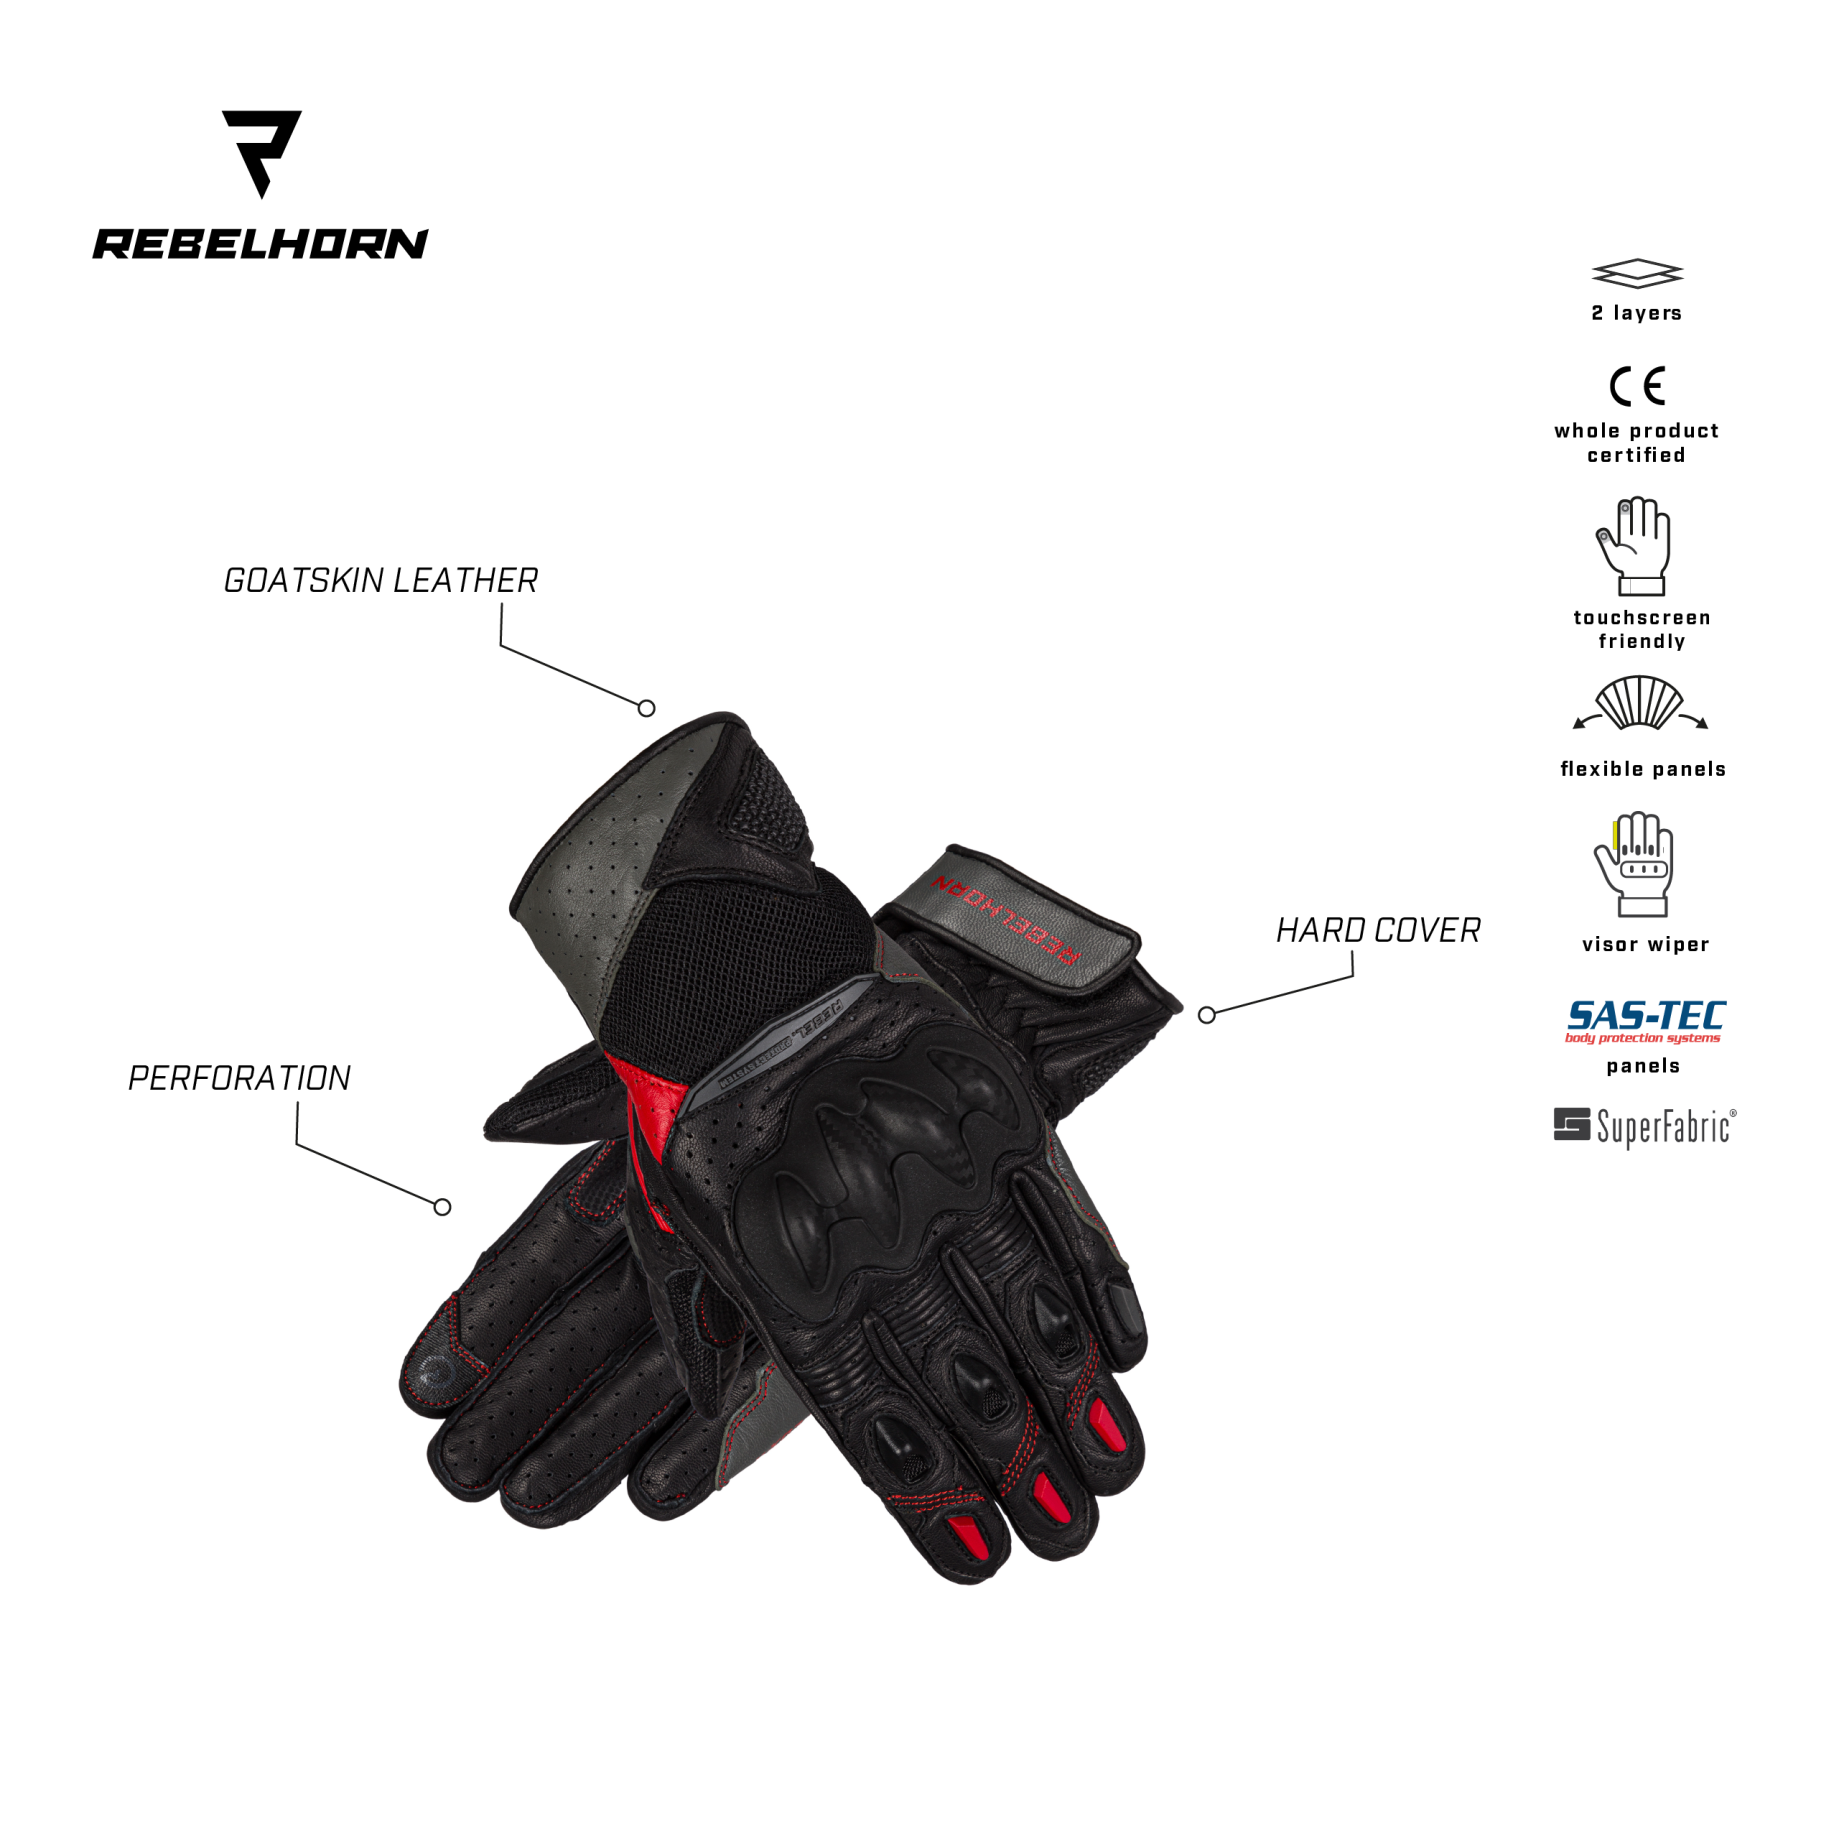 REBELHORN
2 layers
CE
whole product
certified
GOATSKIN LEATHER
touchscreen
friendly
flexible panels
REBELHORN
HARD COVER
visor wiper
REBEL
SAS-TEC
body protection systems
panels
PERFORATION
SuperFabric®